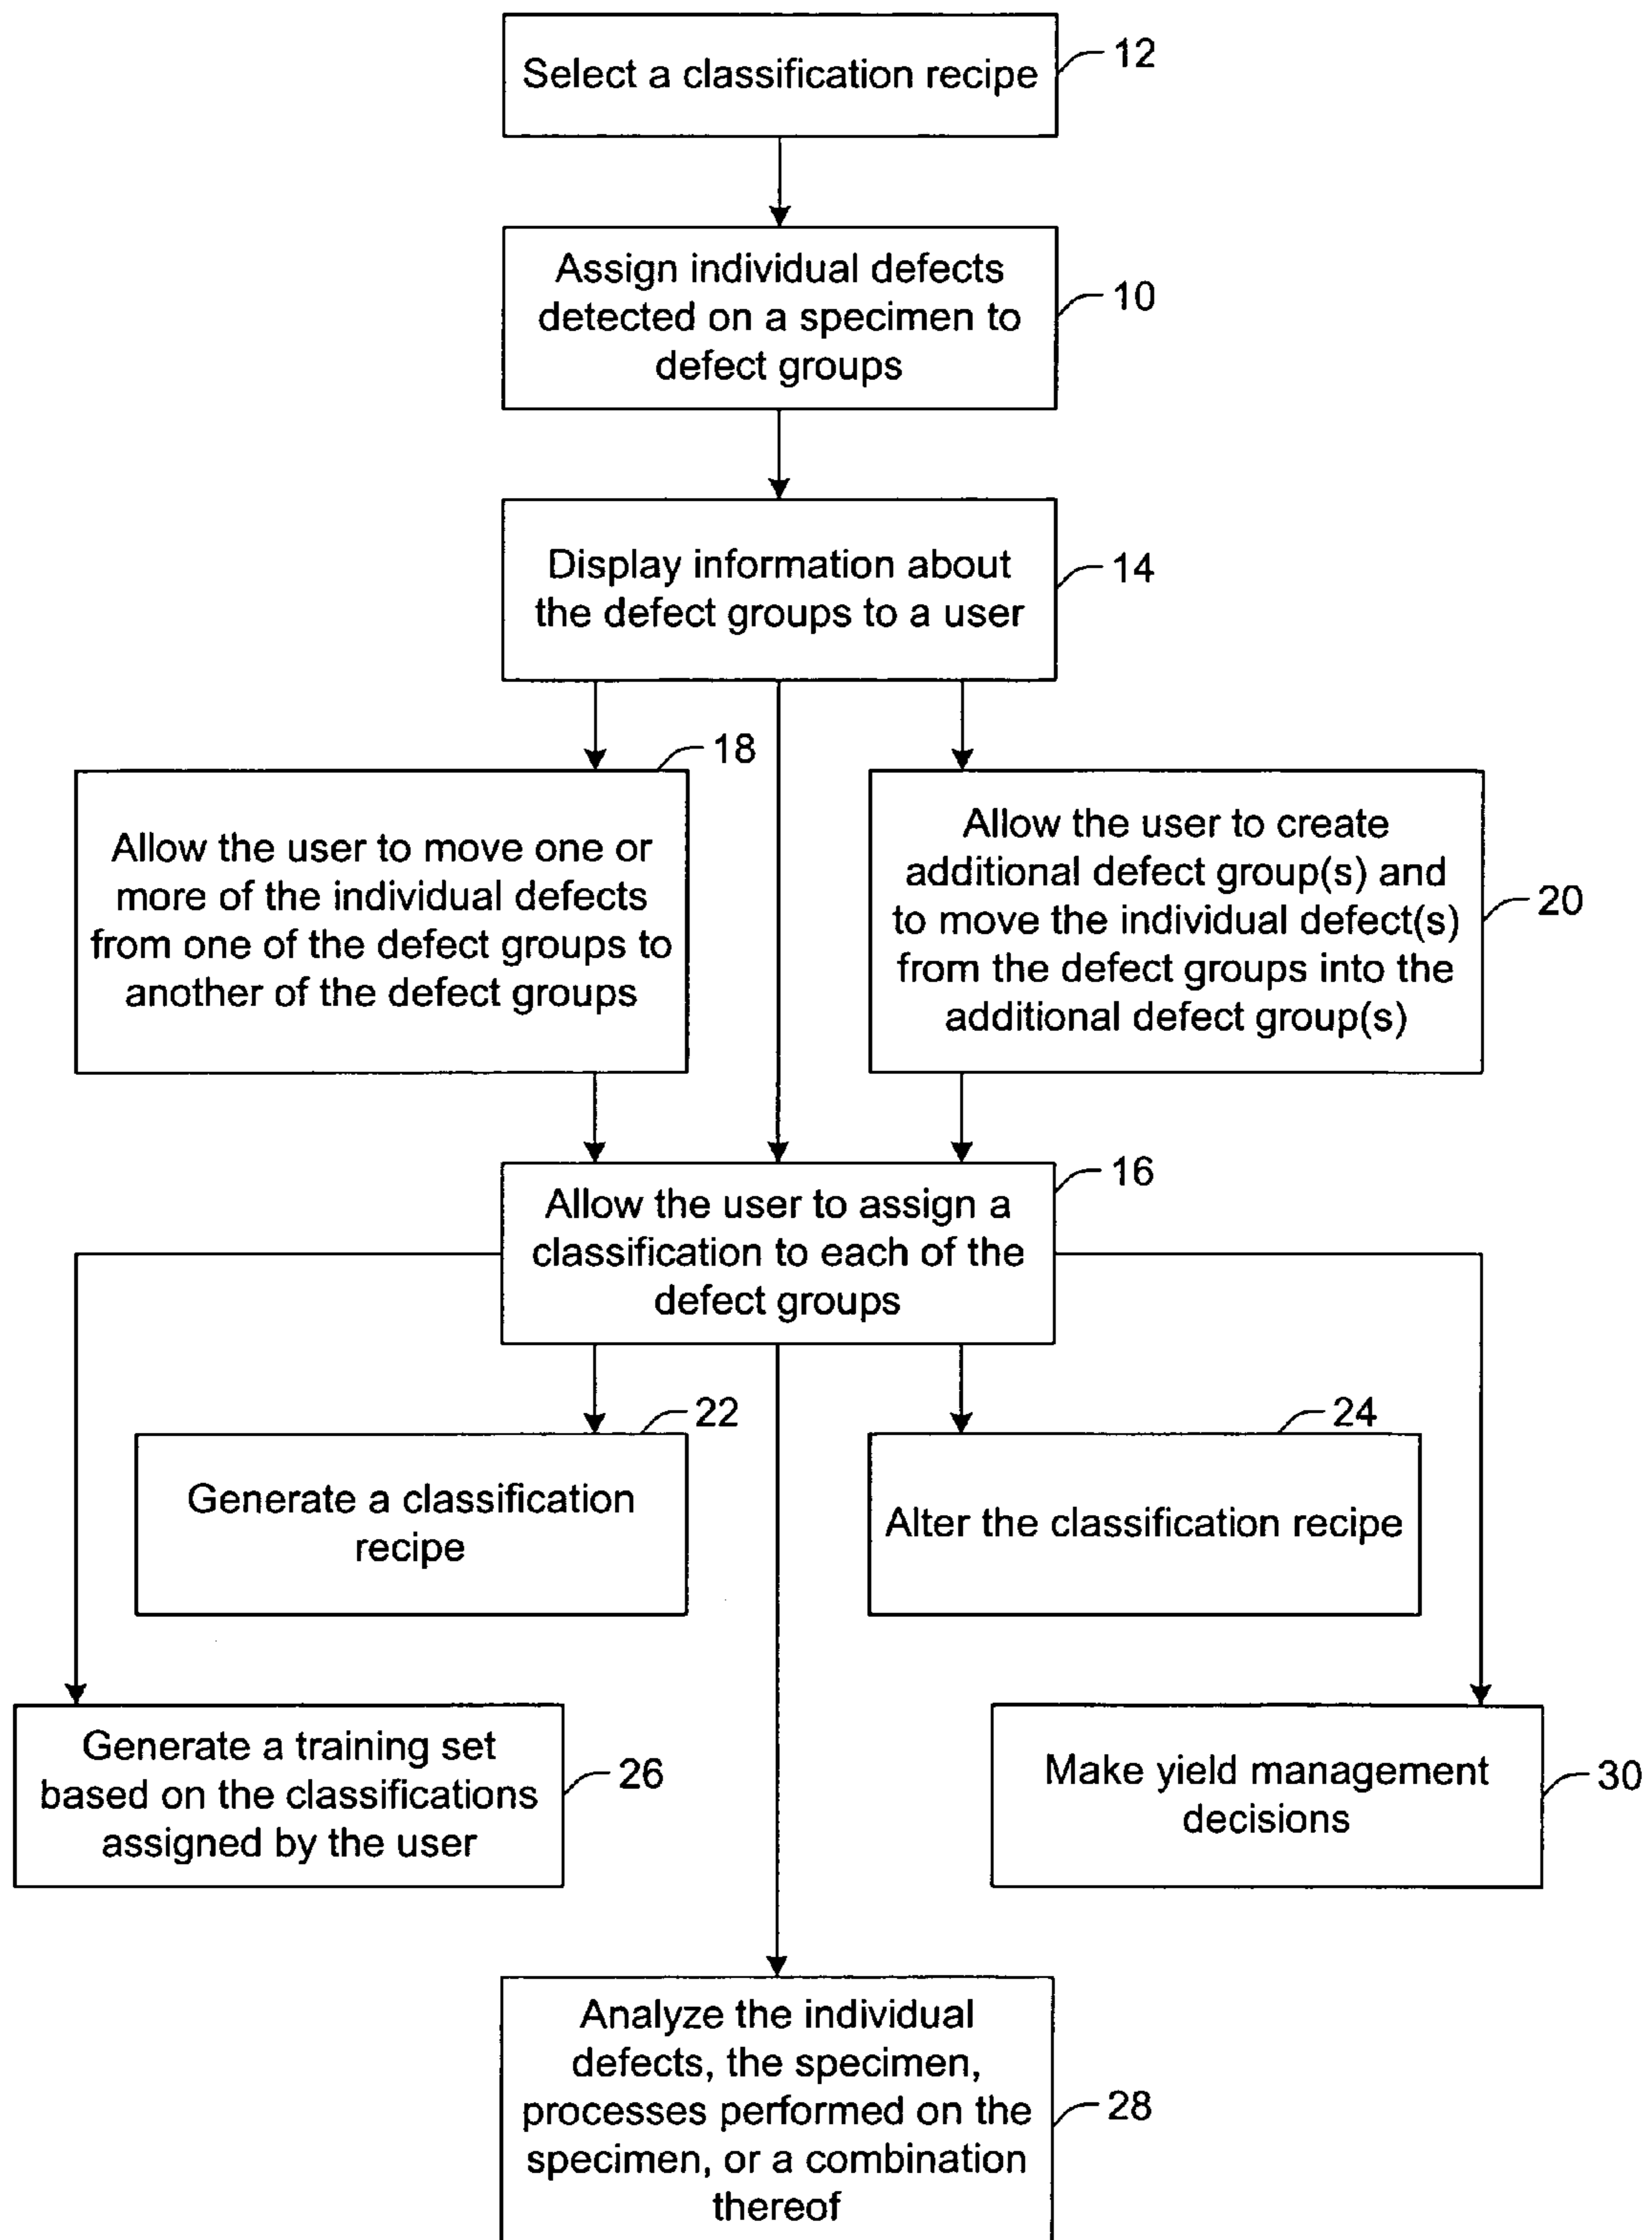 Select a classification recipe
12
Assign individual defects
detected on a specimen to
defect groups
10
Display information about
the defect groups to a user
14
18
Allow the user to move one or
more of the individual defects
from one of the defect groups to
another of the defect groups
Allow the user to create
additional defect group(s) and
to move the individual defect(s)
from the defect groups into the
additional defect group(s)
20
16
Allow the user to assign a
classification to each of the
defect groups
22
Generate a classification
recipe
24
Alter the classification recipe
Generate a training set
based on the classifications
assigned by the user
26
Make yield management
decisions
30
Analyze the individual
defects, the specimen,
processes performed on the
specimen, or a combination
thereof
28